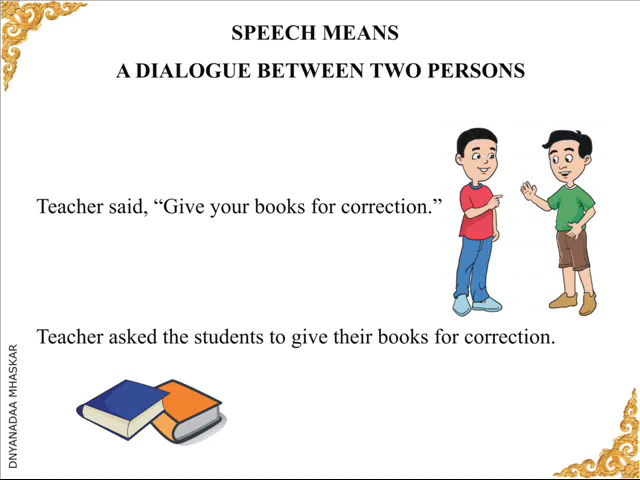 SPEECH MEANS
A DIALOGUE BETWEEN TWO PERSONS
Teacher said, “Give your books for correction.”
Teacher asked the students to give their books for correction.
DNYANADAA MHASKAR